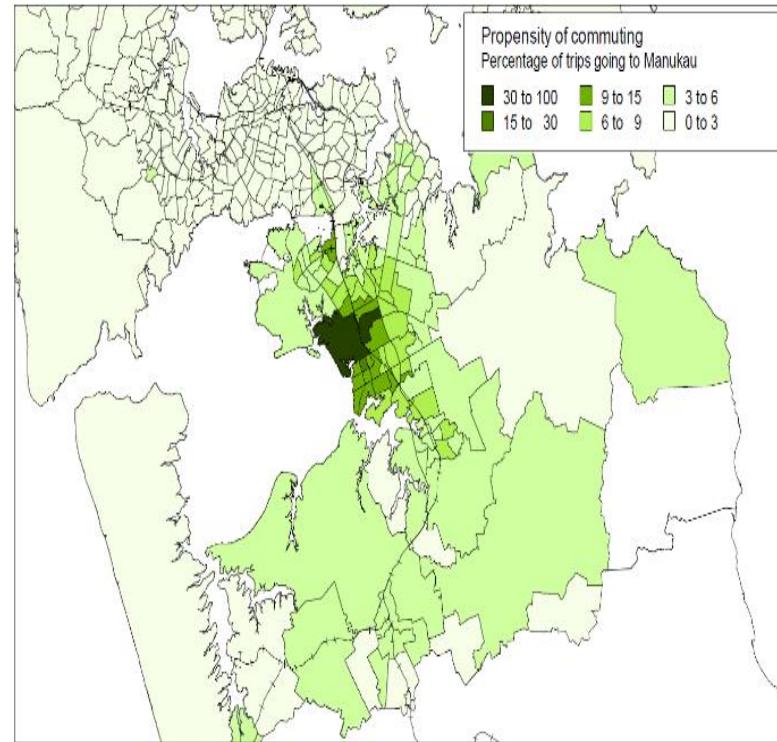 Propensity of commuting
Percentage of trips going to Manukau
30 to 100 9 to 15 3 to 6
15 to 30 6 to 9 0 to 3